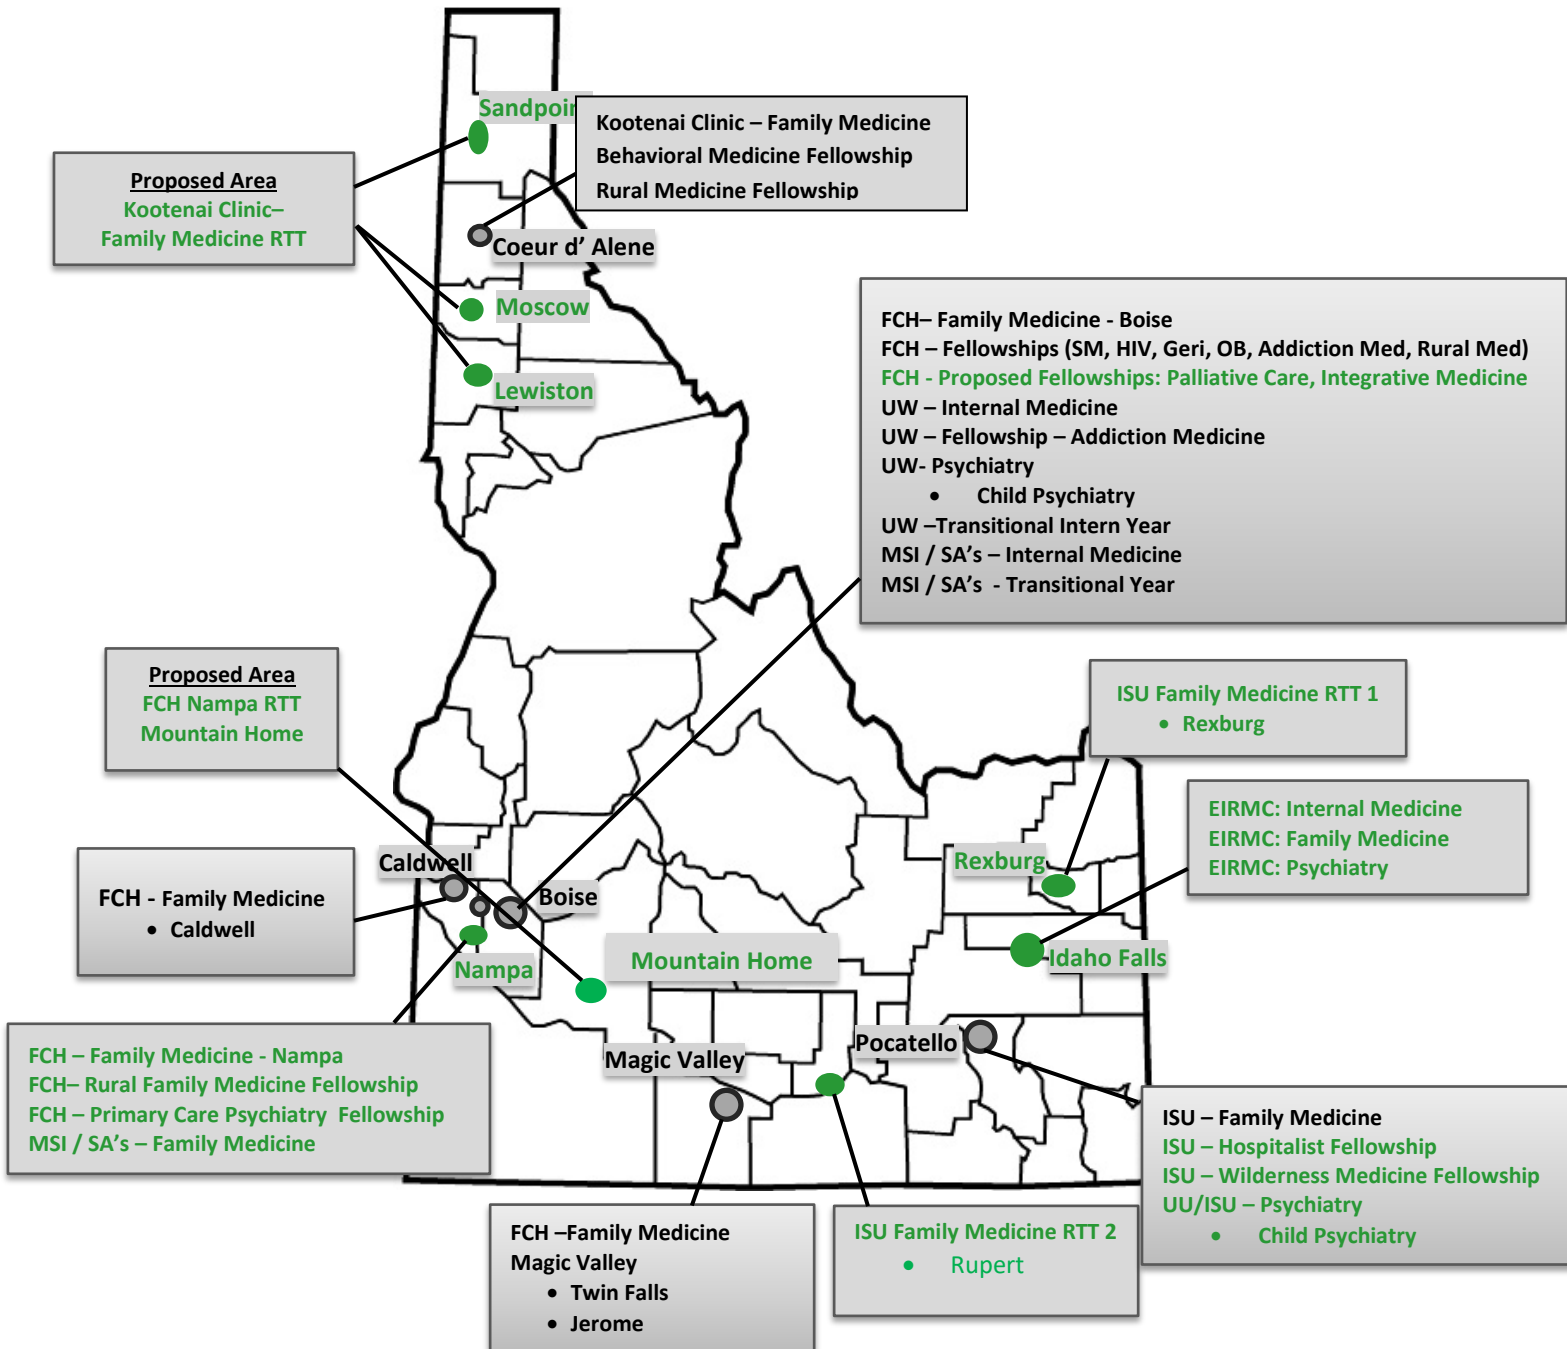 Sandpoin
Kootenai Clinic – Family Medicine
Behavioral Medicine Fellowship
Rural Medicine Fellowship
Proposed Area
Kootenai Clinic–
Family Medicine RTT
Coeur d’ Alene
Moscow
Lewiston
FCH– Family Medicine - Boise
FCH – Fellowships (SM, HIV, Geri, OB, Addiction Med, Rural Med)
FCH - Proposed Fellowships: Palliative Care, Integrative Medicine
UW – Internal Medicine
UW – Fellowship – Addiction Medicine
UW- Psychiatry
• Child Psychiatry
UW –Transitional Intern Year
MSI / SA’s – Internal Medicine
MSI / SA’s - Transitional Year
Proposed Area
FCH Nampa RTT
Mountain Home
ISU Family Medicine RTT 1
• Rexburg
EIRMC: Internal Medicine
EIRMC: Family Medicine
EIRMC: Psychiatry
Caldwell
Rexburg
FCH - Family Medicine
• Caldwell
Boise
Nampa
Mountain Home
Idaho Falls
Magic Valley
Pocatello
FCH – Family Medicine - Nampa
FCH– Rural Family Medicine Fellowship
FCH – Primary Care Psychiatry Fellowship
MSI / SA’s – Family Medicine
ISU – Family Medicine
ISU – Hospitalist Fellowship
ISU – Wilderness Medicine Fellowship
UU/ISU – Psychiatry
• Child Psychiatry
FCH –Family Medicine
Magic Valley
• Twin Falls
• Jerome
ISU Family Medicine RTT 2
• Rupert